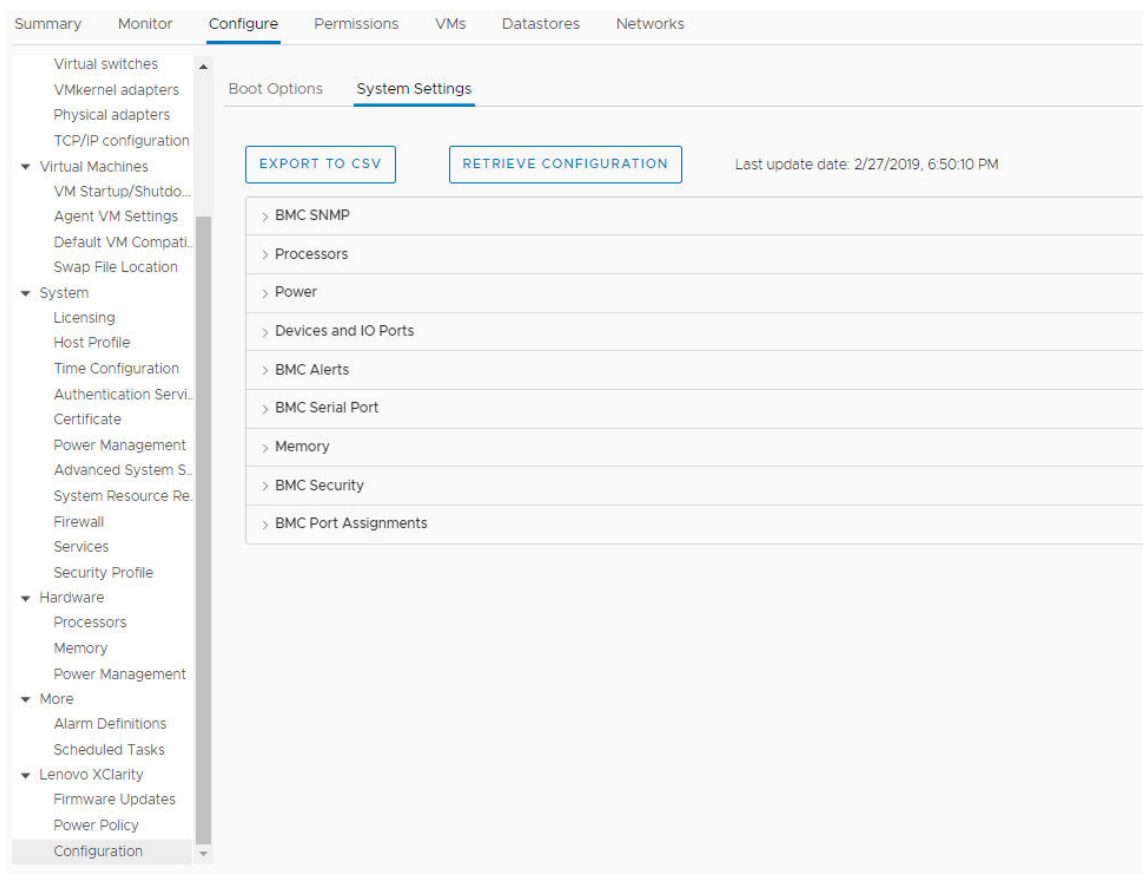 Summary Monitor Configure Permissions VMs Datastores Networks
Virtual switches
VMkernel adapters
Physical adapters
TCP/IP configuration
Virtual Machines
VM Startup/Shutdo...
Agent VM Settings
Default VM Compati..
Swap File Location
System
Licensing
Host Profile
Time Configuration
Authentication Servi..
Certificate
Power Management
Advanced System S..
System Resource Re.
Firewall
Services
Security Profile
Hardware
Processors
Memory
Power Management
More
Alarm Definitions
Scheduled Tasks
Lenovo XClarity
Firmware Updates
Power Policy
Configuration
Boot Options System Settings
EXPORT TO CSV RETRIEVE CONFIGURATION Last update date: 2/27/2019, 6:50:10 PM
BMC SNMP
Processors
Power
Devices and IO Ports
BMC Alerts
BMC Serial Port
Memory
BMC Security
BMC Port Assignments